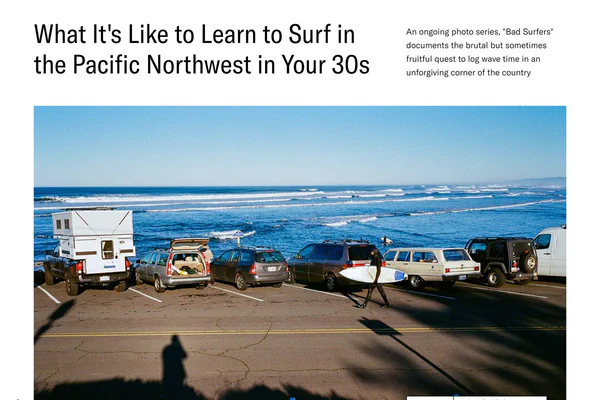 What It's Like to Learn to Surf in
the Pacific Northwest in Your 30s
An ongoing photo series, "Bad Surfers"
documents the brutal but sometimes
fruitful quest to log wave time in an
unforgiving corner of the country